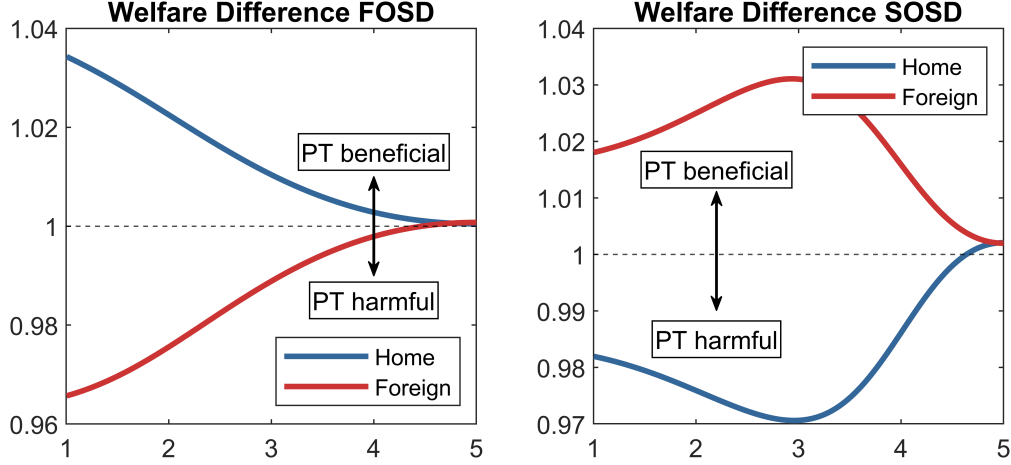 Welfare Difference FOSD
1.04
1.02
1
0.98
0.96
PT beneficial
PT harmful
Home
Foreign
1
2
3
4
5
Welfare Difference SOSD
1.04
1.03
1.02
1.01
1
0.99
0.98
0.97
Home
Foreign
PT beneficial
PT harmful
1
2
3
4
5